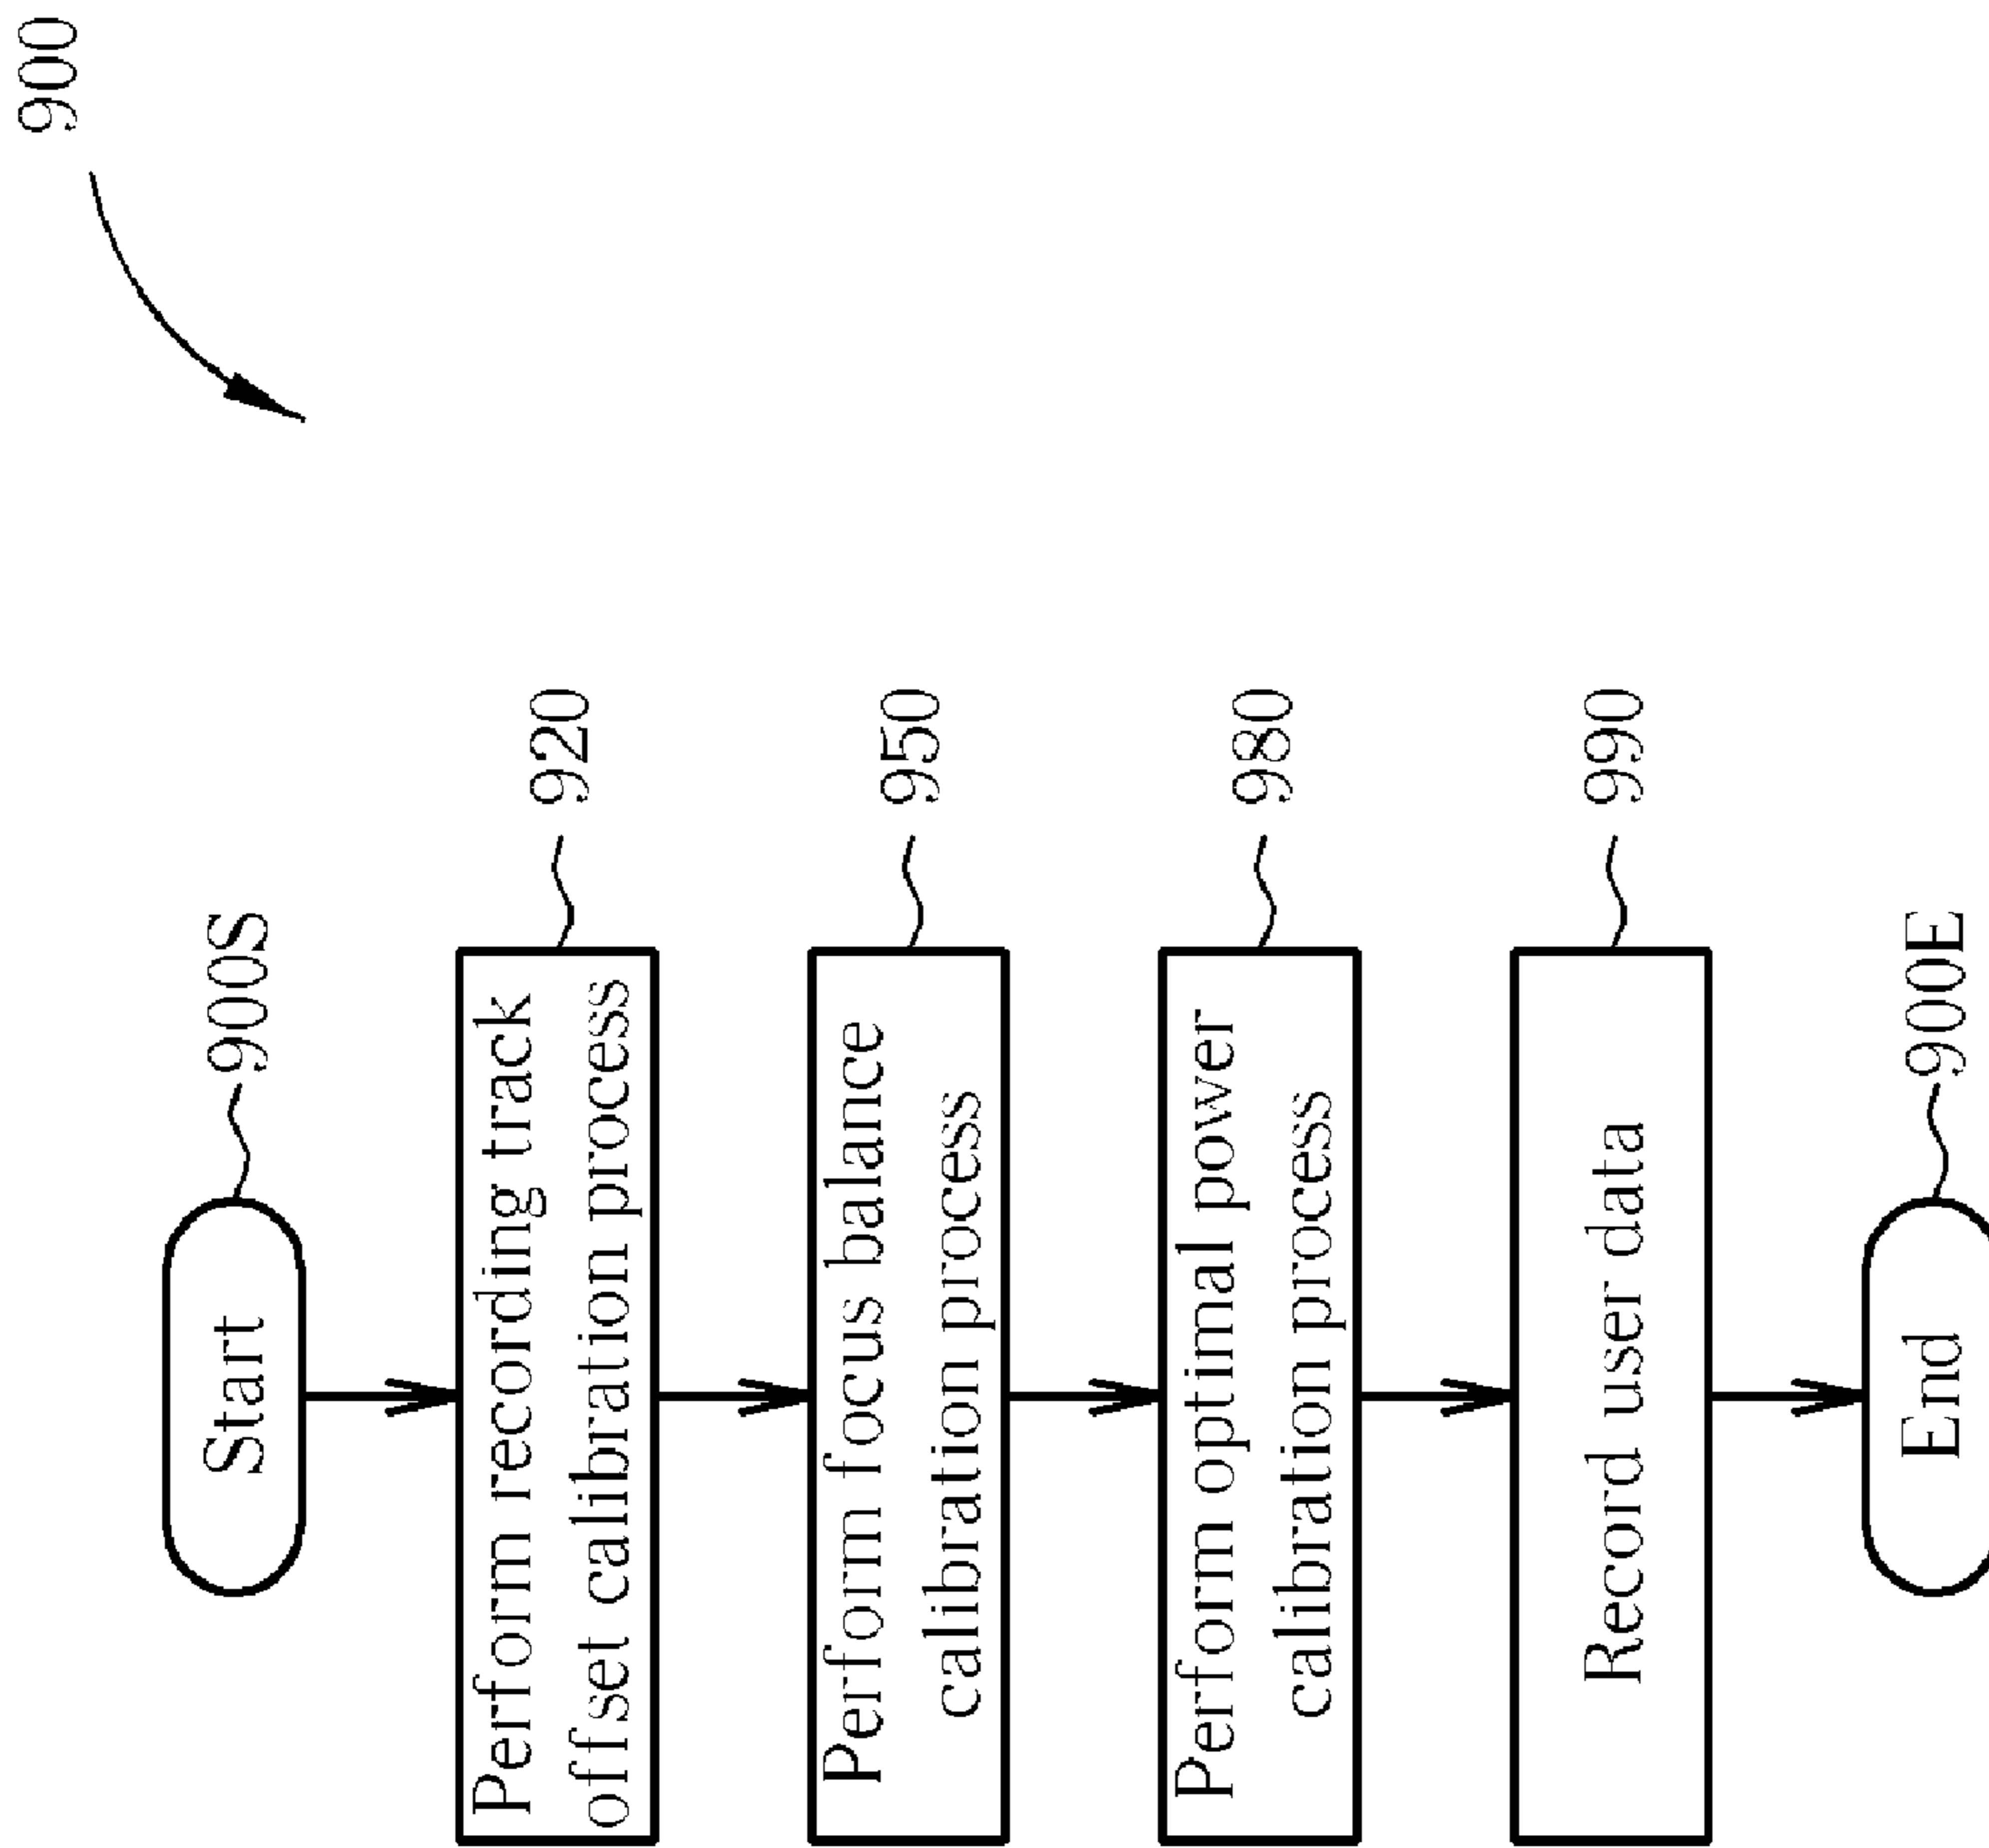 900
Start
900S
Perform recording track
offset calibration process
920
Perform focus balance
calibration process
950
Perform optimal power
calibration process
980
Record user data
990
End
900E